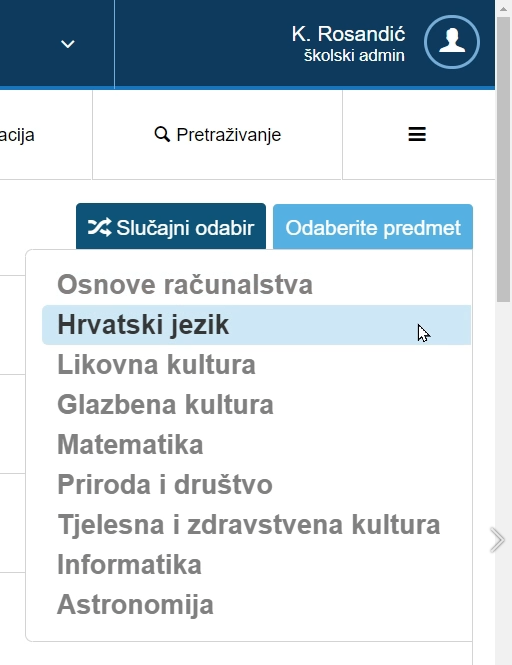 K. Rosandić
školski admin
acija
Pretraživanje
Slučajni odabir
Odaberite predmet
Osnove računalstva
Hrvatski jezik
Likovna kultura
Glazbena kultura
Matematika
Priroda i društvo
Tjelesna i zdravstvena kultura
Informatika
Astronomija